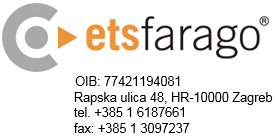 etsfarago®
OIB: 77421194081
Rapska ulica 48, HR-10000 Zagreb
tel. +385 1 6187661
fax: +385 1 3097237